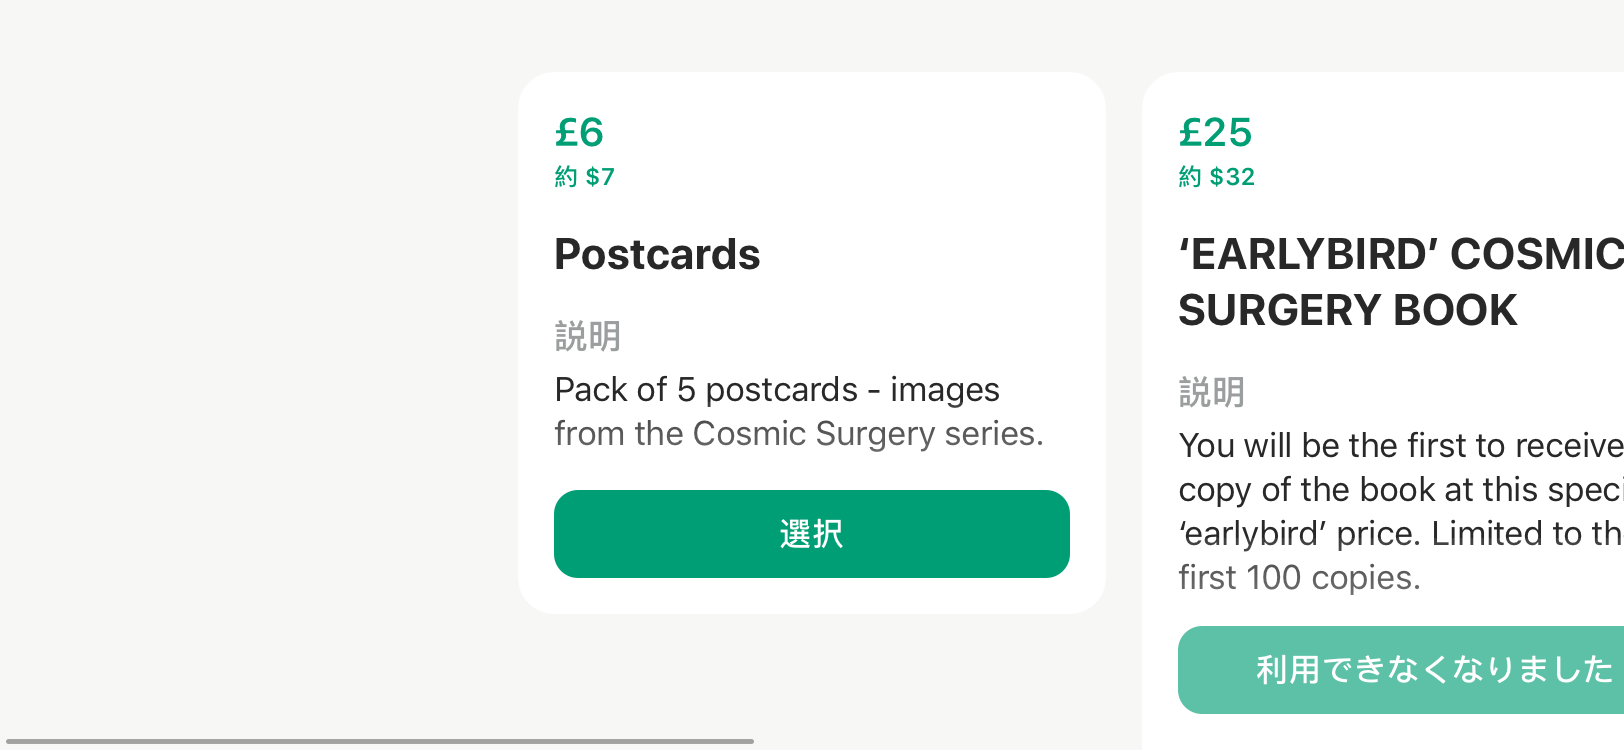 £6
約 $7
Postcards
説明
Pack of 5 postcards - images
from the Cosmic Surgery series.
選択
£25
約 $32
‘EARLYBIRD’ COSMIC
SURGERY BOOK
説明
You will be the first to receive
copy of the book at this
‘earlybird’ price. Limited to
first 100 copies.
利用できなくなりました